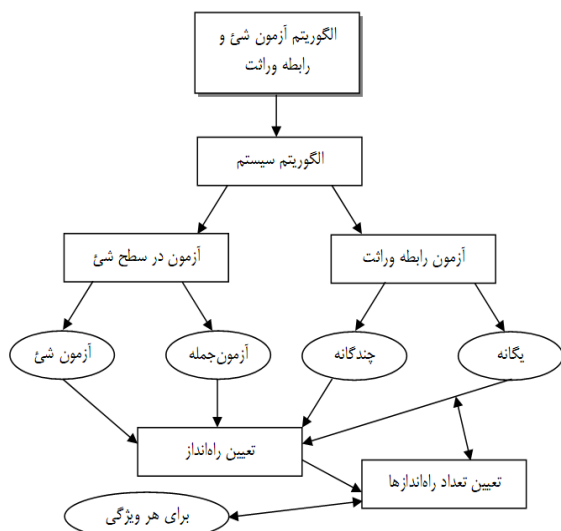 الگوریتم آزمون شئ و
رابطه وراثت
الگوریتم سیستم
آزمون رابطه وراثت
آزمون در سطح شئ
یگانه
چندگانه
آزمون‌جمله
آزمون شئ
تعیین راه‌انداز
تعیین تعداد راه‌اندازها
برای هر ویژگی